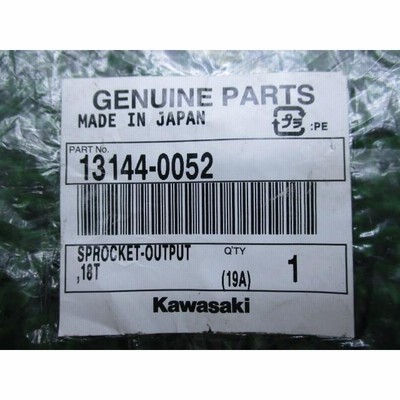 GENUINE PARTS
MADE IN JAPAN
プラ :PE
PART No.
13144-0052
SPROCKET-OUTPUT Q'TY
,18T (19A) 1
Kawasaki